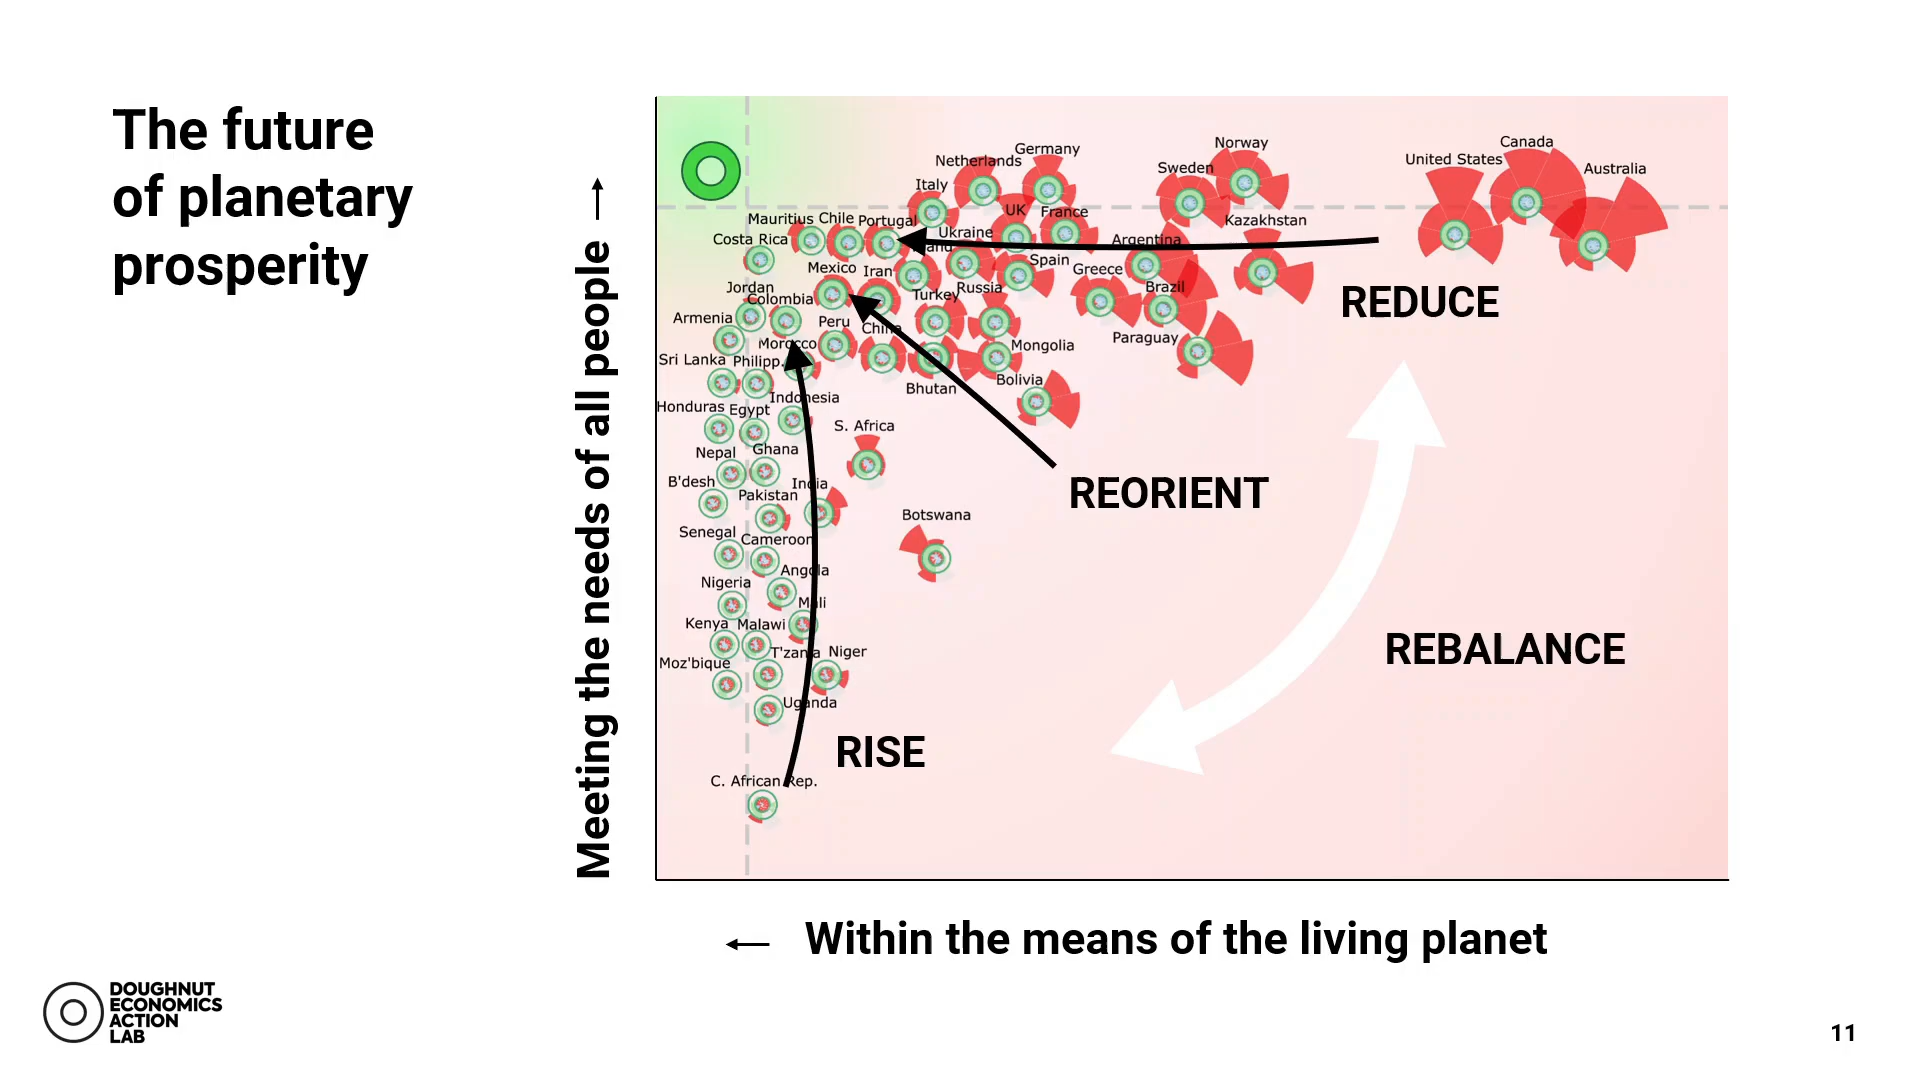 The future
of planetary
prosperity
Meeting the needs of all people
Canada
Norway
Germany
United States
Netherlands
Sweden
Australia
Italy
UK
France
Kazakhstan
Mauritius
Chile
Portugal
Costa Rica
Ukraine
Argentina
Mexico
Iran
Spain
Greece
Jordan
Colombia
Turkey
Russia
Brazil
Armenia
Peru
China
Morocco
Mongolia
Paraguay
Sri Lanka
Philipp.
Bhutan
Bolivia
Honduras
Egypt
Indonesia
S. Africa
Nepal
Ghana
B'desh
Pakistan
India
Botswana
Senegal
Cameroon
Angola
Nigeria
Mali
Kenya
Malawi
T'zania
Niger
Moz'bique
Uganda
C. African Rep.
REDUCE
REORIENT
REBALANCE
RISE
Within the means of the living planet
DOUGHNUT
ECONOMICS
ACTION
LAB
11